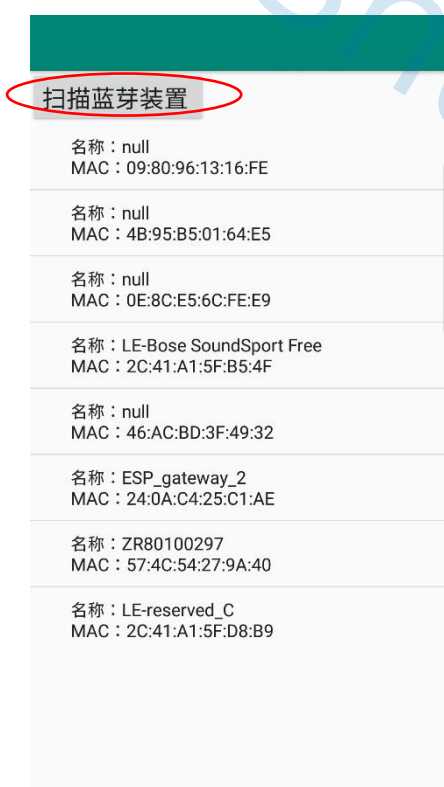 扫描蓝芽装置
名称：null
MAC：09:80:96:13:16:FE
名称：null
MAC：4B:95:B5:01:64:E5
名称：null
MAC：0E:8C:E5:6C:FE:E9
名称：LE-Bose SoundSport Free
MAC：2C:41:A1:5F:B5:4F
名称：null
MAC：46:AC:BD:3F:49:32
名称：ESP_gateway_2
MAC：24:0A:C4:25:C1:AE
名称：ZR80100297
MAC：57:4C:54:27:9A:40
名称：LE-reserved_C
MAC：2C:41:A1:5F:D8:B9